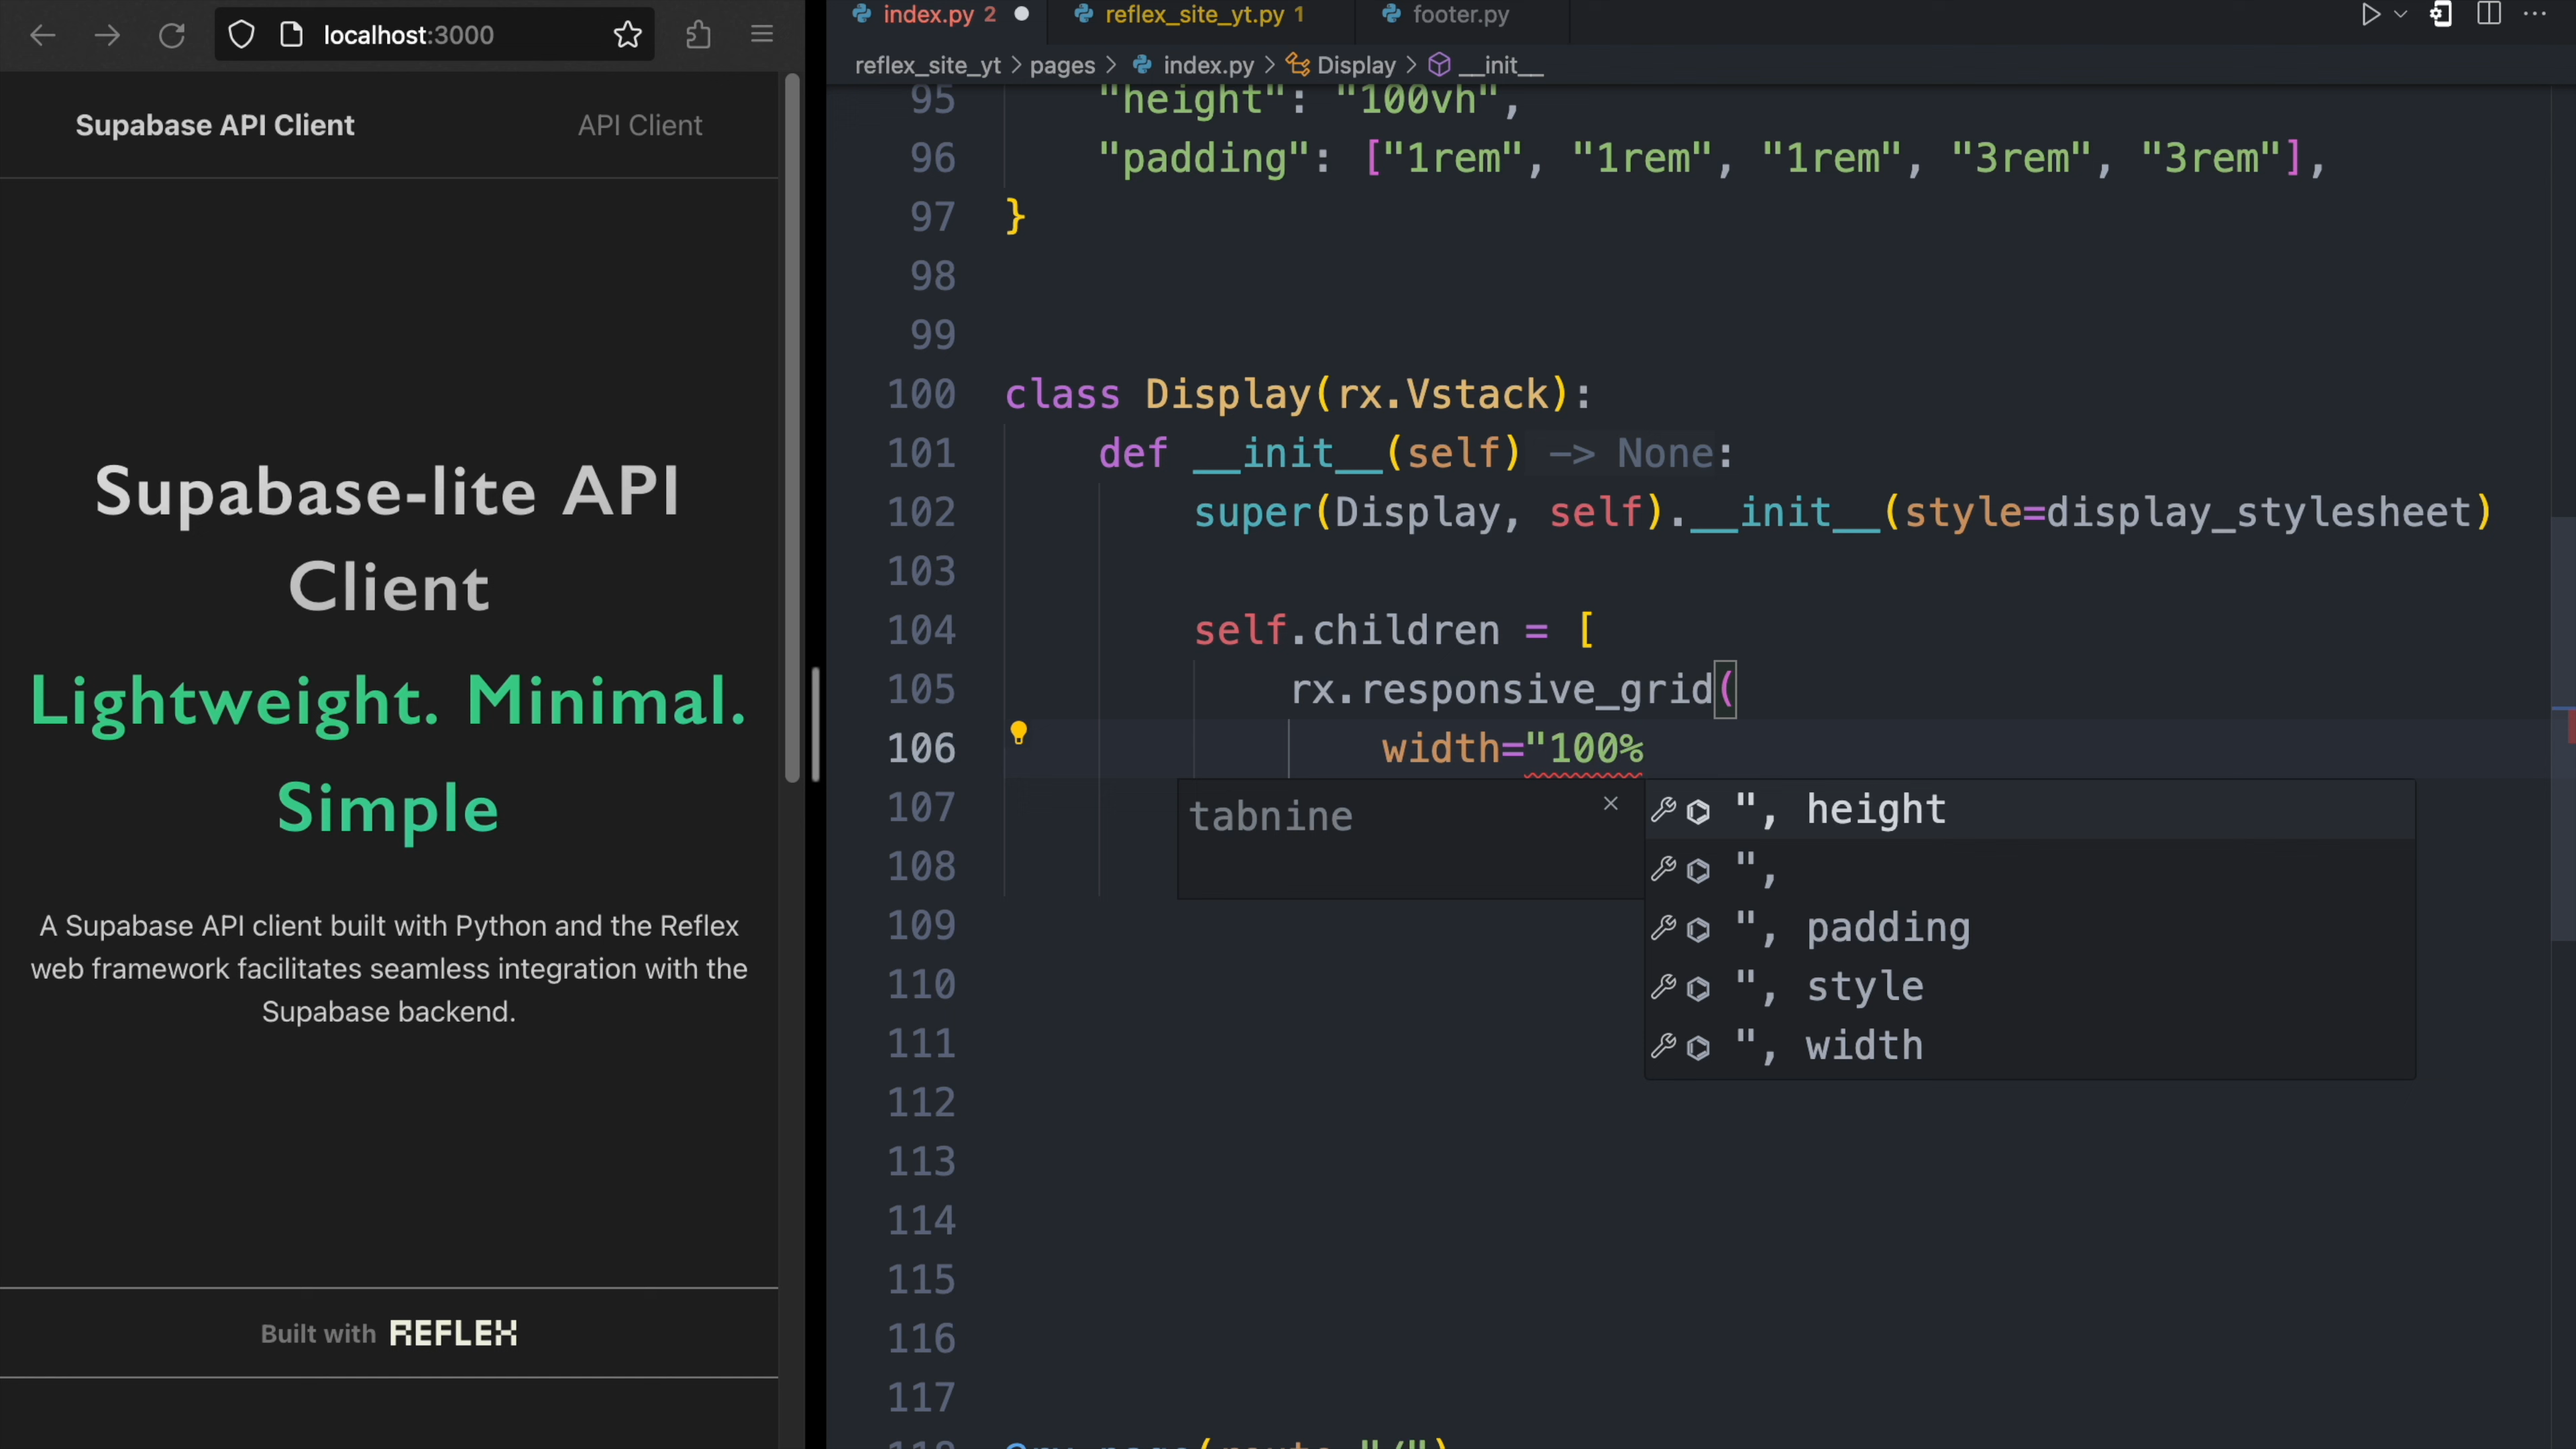 localhost:3000
Supabase API Client
API Client
Supabase-lite API
Client
Lightweight. Minimal.
Simple
A Supabase API client built with Python and the Reflex
web framework facilitates seamless integration with the
Supabase backend.
Built with REFLEX
index.py 2
reflex_site_yt.py 1
footer.py
reflex_site_yt > pages > index.py > Display > __init__
95 "height": "100vh",
96 "padding": ["1rem", "1rem", "1rem", "3rem", "3rem"],
97 }
98
99
100 class Display(rx.Vstack):
101 def __init__(self) -> None:
102 super(Display, self).__init__(style=display_stylesheet)
103
104 self.children = [
105 rx.responsive_grid(
106 width="100%
107
108
109
110
111
112
113
114
115
116
117
tabnine
", height
",
", padding
", style
", width